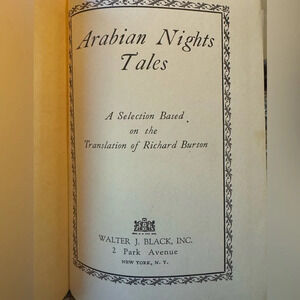 Arabian Nights
Tales
A Selection Based
on the
Translation of Richard Burton
WALTER J. BLACK, INC.
2 Park Avenue
NEW YORK, N. Y.